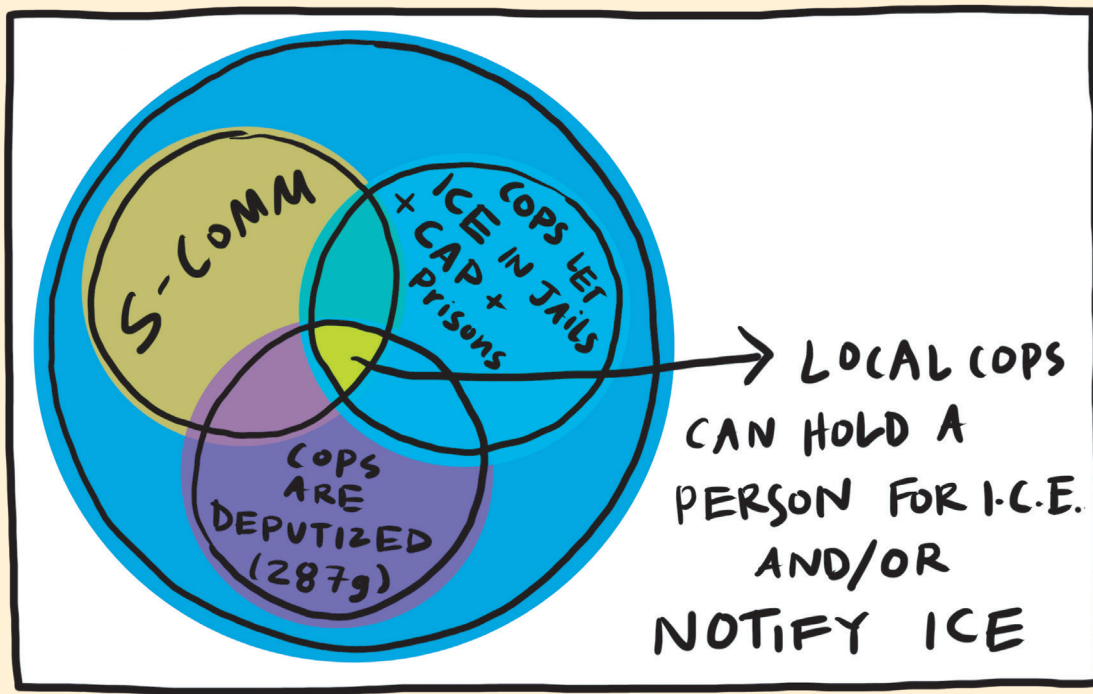 S-COMM
COPS LET
ICE IN JAILS
+ CAP +
Prisons
COPS
ARE
DEPUTIZED
(287g)
LOCAL COPS
CAN HOLD A
PERSON FOR I.C.E.
AND/OR
NOTIFY ICE